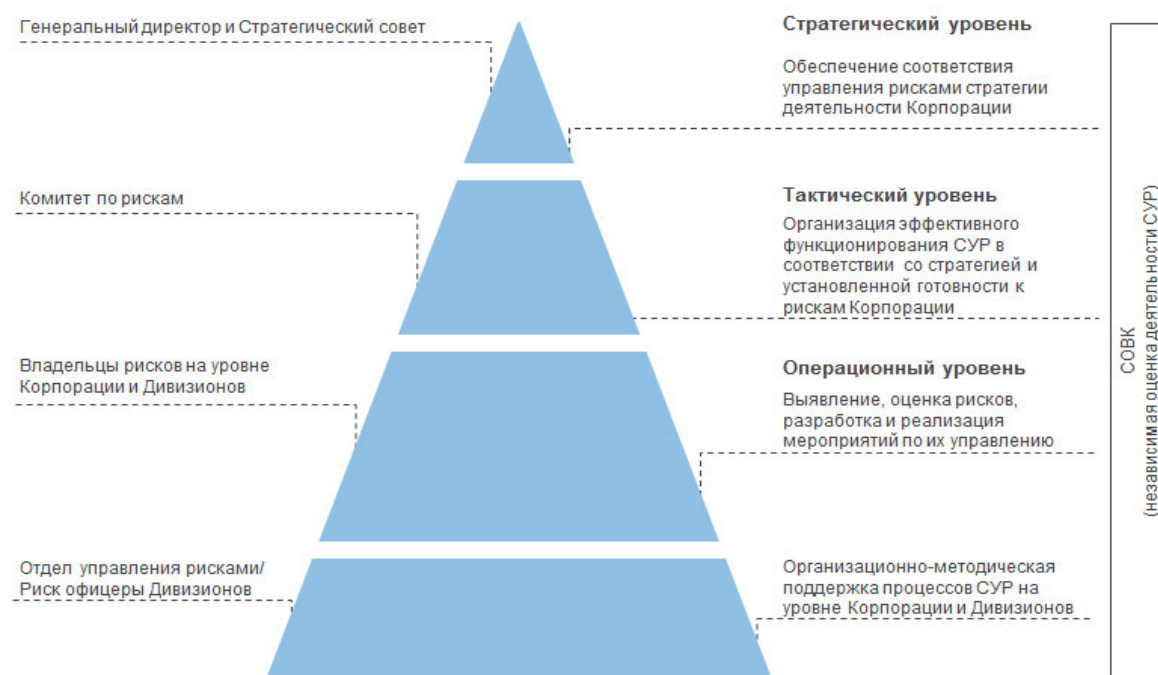 Генеральный директор и Стратегический совет
Стратегический уровень
Обеспечение соответствия
управления рисками стратегии
деятельности Корпорации
Комитет по рискам
Тактический уровень
Организация эффективного
функционирования СУР в
соответствии со стратегией и
установленной готовности к
рискам Корпорации
Владельцы рисков на уровне
Корпорации и Дивизионов
Операционный уровень
Выявление, оценка рисков,
разработка и реализация
мероприятий по их управлению
Отдел управления рисками/
Риск офицеры Дивизионов
Организационно-методическая
поддержка процессов СУР на
уровне Корпорации и Дивизионов
СОВК
(независимая оценка деятельности СУР)